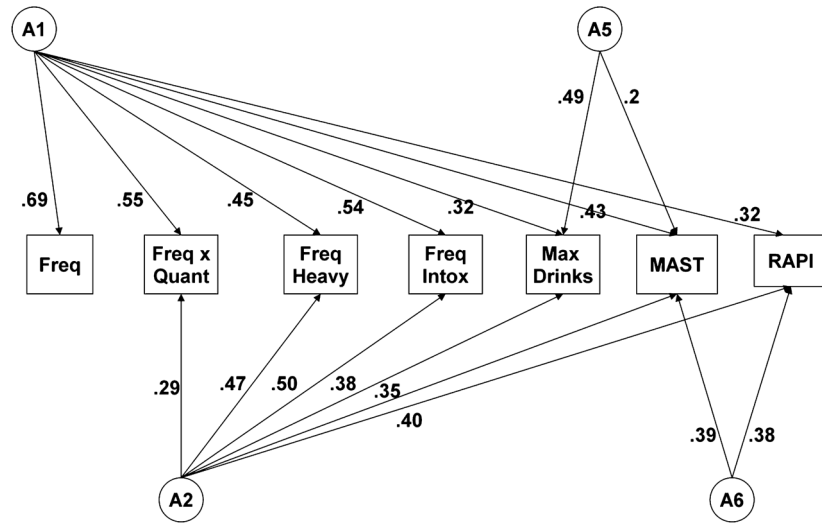 A1
A5
.49
.2
.69
.55
.45
.54
.32
.43
.32
Freq
Freq x
Quant
Freq
Heavy
Freq
Intox
Max
Drinks
MAST
RAPI
.29
.47
.50
.38
.35
.40
.39
.38
A2
A6